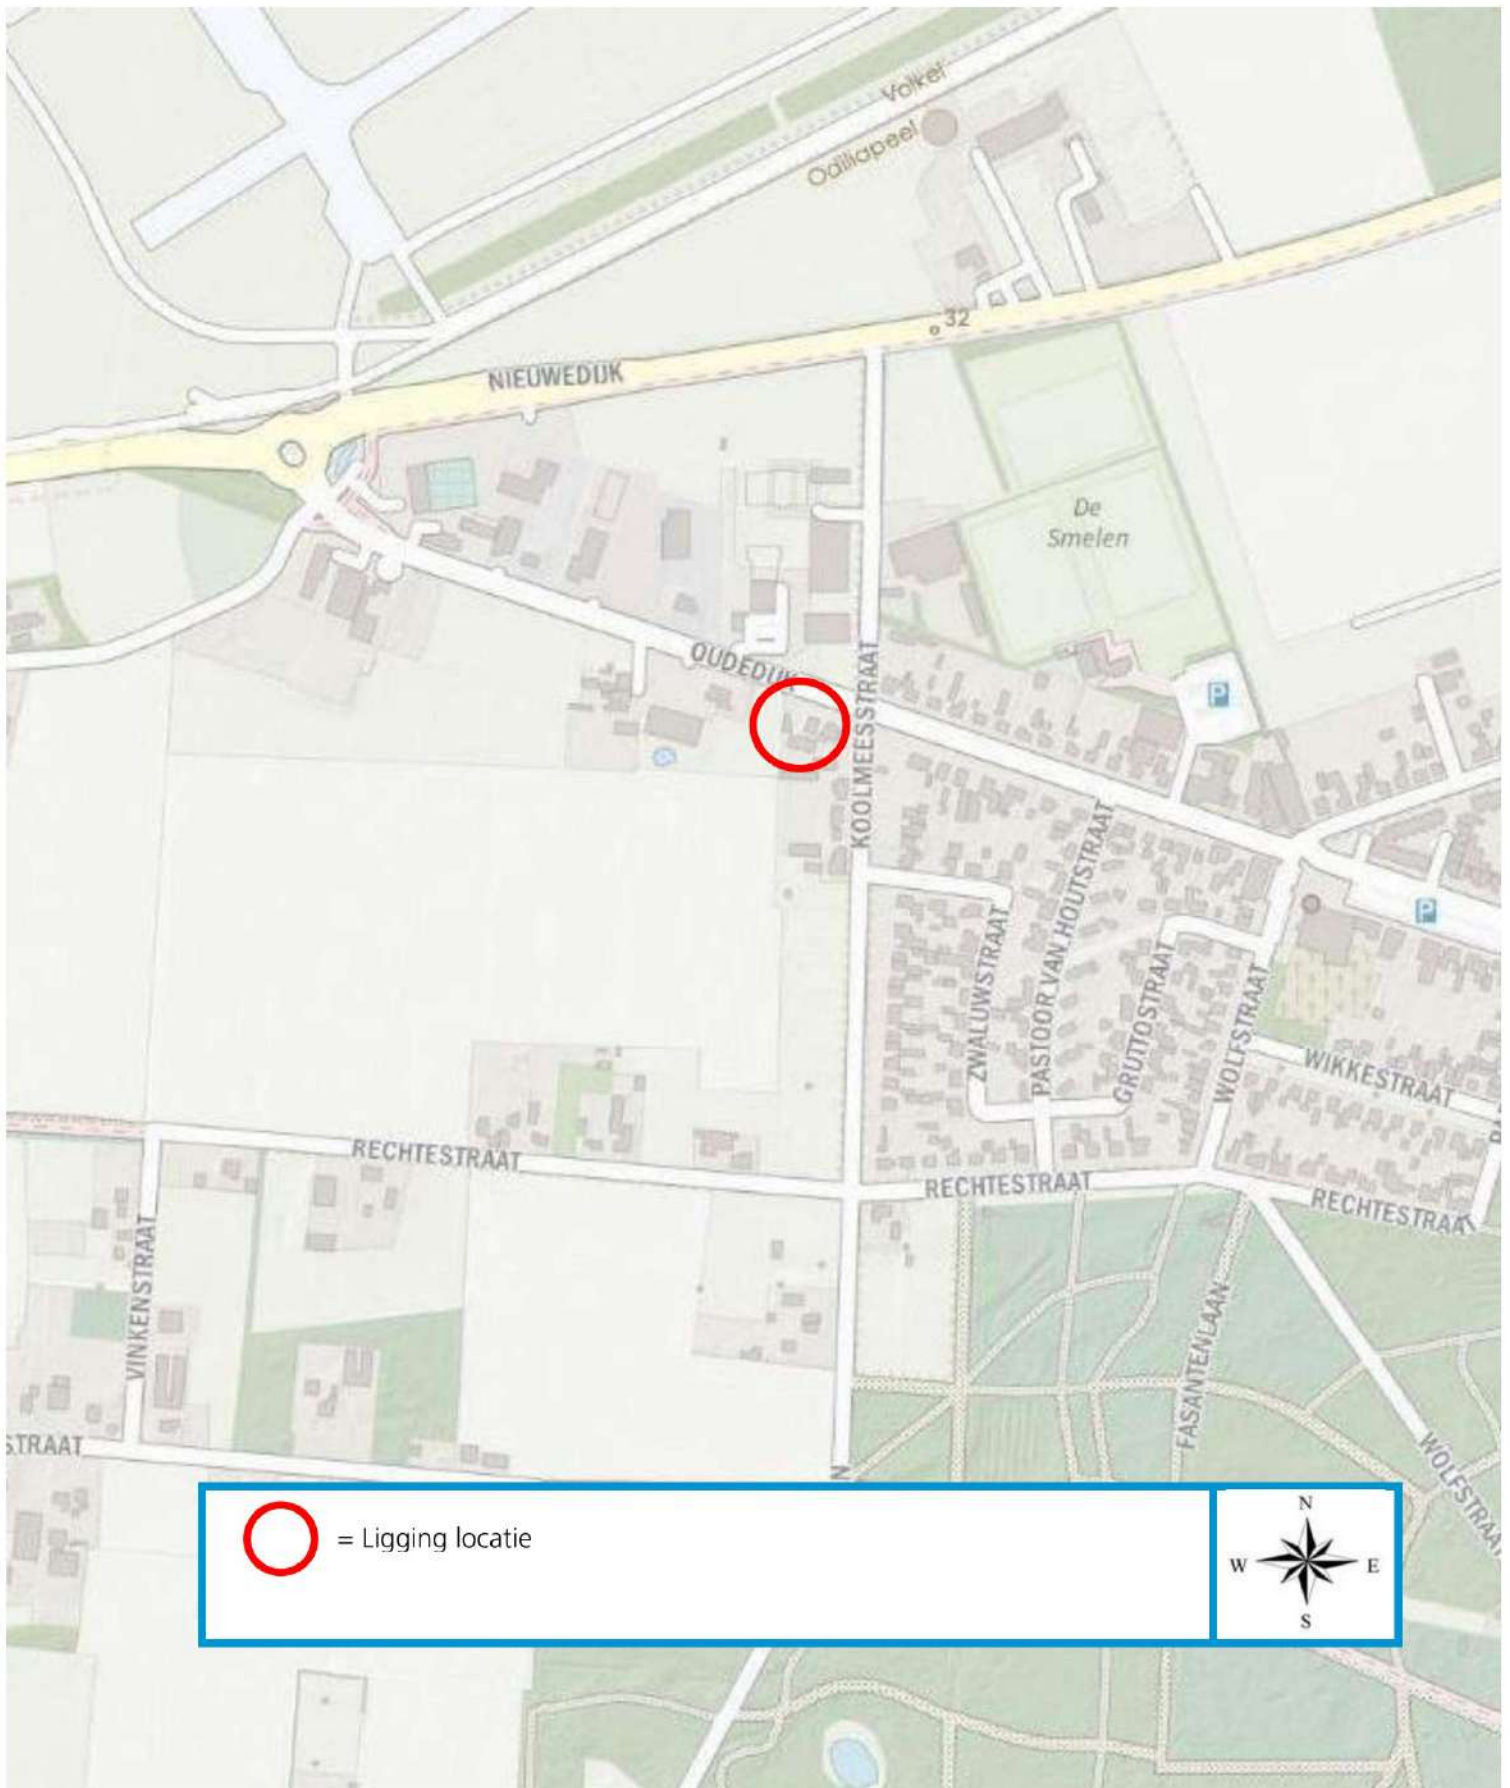 Volkel
Odiliapeel
32
NIEUWEDIJK
De
Smelen
OUDEDIJK
P
KOOLMEESSTRAAT
PASTOOR VAN HOUTSTRAAT
P
ZWALUWSTRAAT
GRUTTOSTRAAT
WOLFSTRAAT
WIKKESTRAAT
RECHTESTRAAT
RECHTESTRAAT
RECHTESTRAAT
VINKENSTRAAT
FASANTENLAAN
STRAAT
WOLFSTRAAT
N
= Ligging locatie
N
W E
S